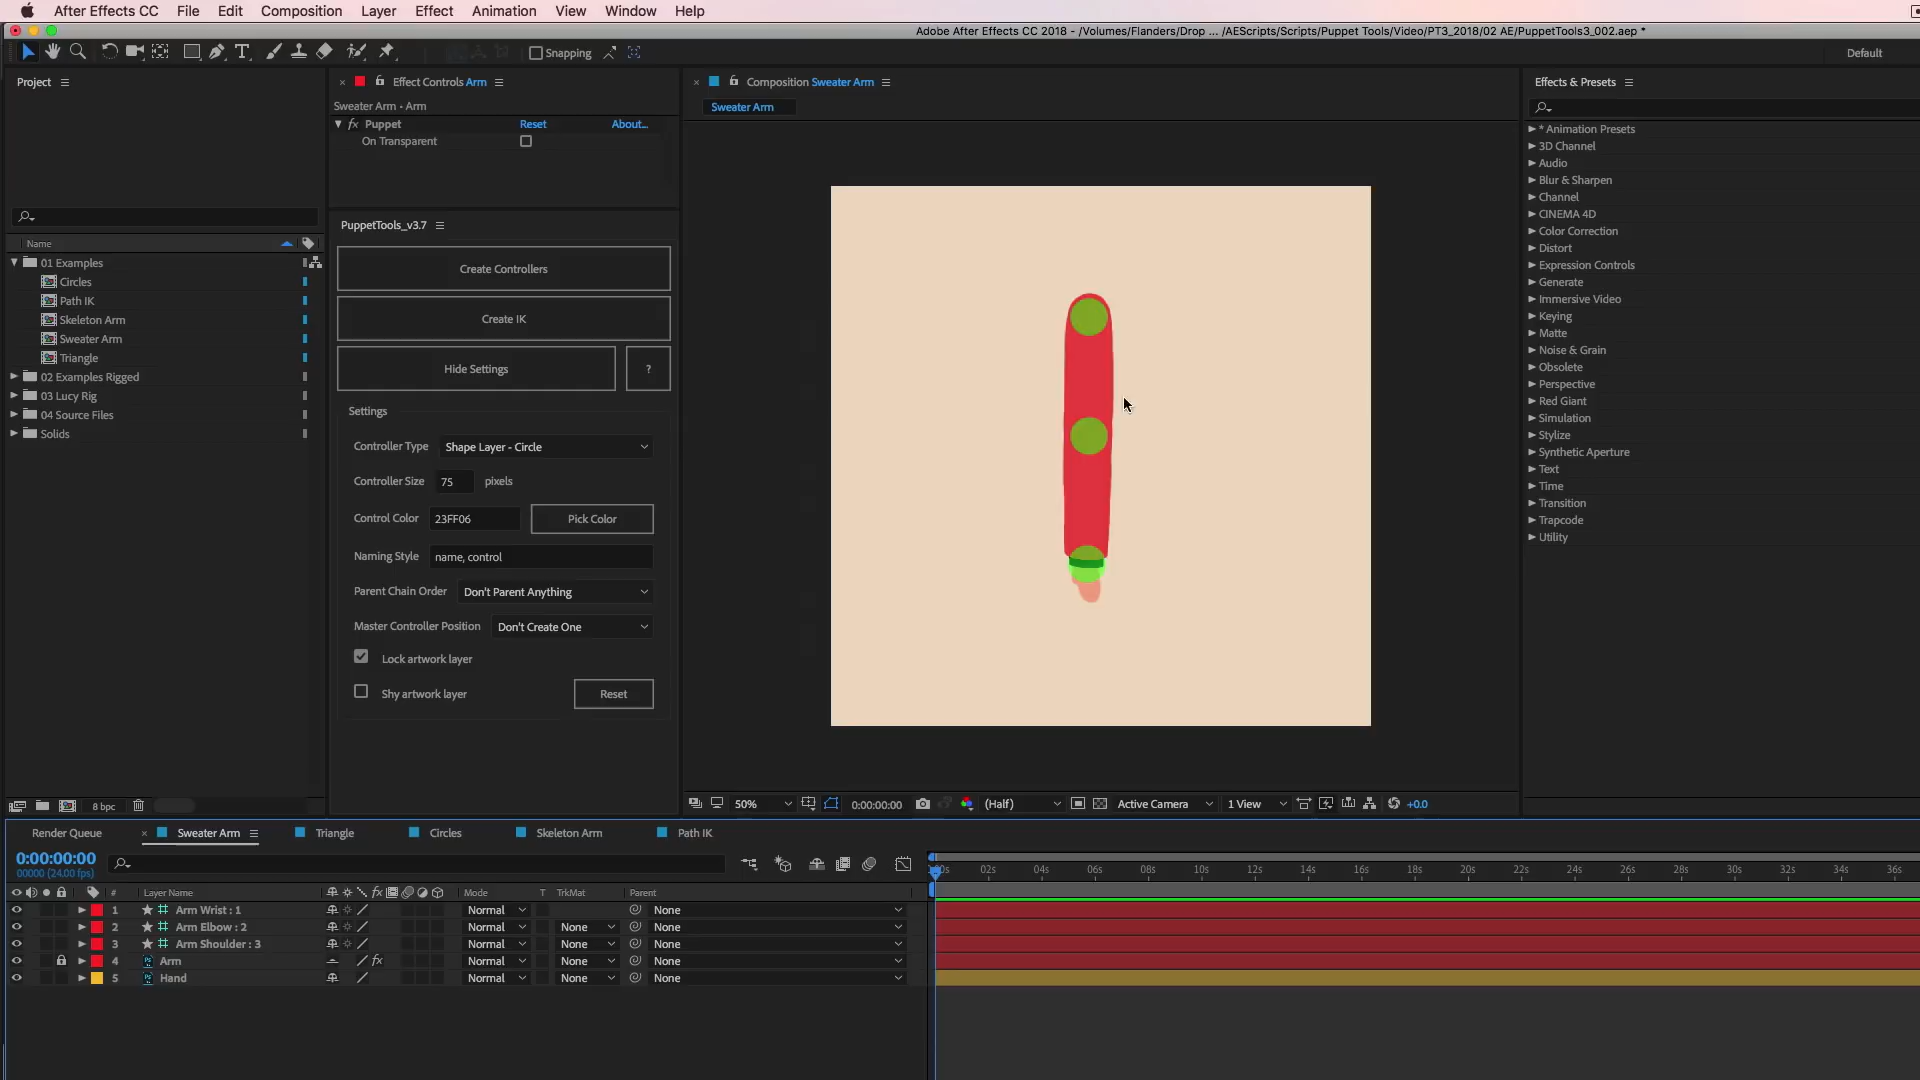 After Effects CC File Edit Composition Layer Effect Animation View Window Help
Adobe After Effects CC 2018 - /Volumes/Flanders/Drop ... /AEScripts/Scripts/Puppet Tools/Video/PT3_2018/02 AE/PuppetTools3_002.aep *
Snapping
Default
Project
Effect Controls Arm
Composition Sweater Arm
Effects & Presets
Sweater Arm • Arm
Sweater Arm
Puppet Reset About...
On Transparent
PuppetTools_v3.7
Create Controllers
Create IK
Hide Settings
?
Settings
Controller Type Shape Layer - Circle
Controller Size 75 pixels
Control Color 23FF06 Pick Color
Naming Style name, control
Parent Chain Order Don't Parent Anything
Master Controller Position Don't Create One
Lock artwork layer
Shy artwork layer
Reset
Name
01 Examples
Circles
Path IK
Skeleton Arm
Sweater Arm
Triangle
02 Examples Rigged
03 Lucy Rig
04 Source Files
Solids
8 bpc
* Animation Presets
3D Channel
Audio
Blur & Sharpen
Channel
CINEMA 4D
Color Correction
Distort
Expression Controls
Generate
Immersive Video
Keying
Matte
Noise & Grain
Obsolete
Perspective
Red Giant
Simulation
Stylize
Synthetic Aperture
Text
Time
Transition
Trapcode
Utility
50% 0:00:00:00 (Half) Active Camera 1 View +0.0
Render Queue Sweater Arm Triangle Circles Skeleton Arm Path IK
0:00:00:00
00000 (24.00 fps)
02s 04s 06s 08s 10s 12s 14s 16s 18s 20s 22s 24s 26s 28s 30s 32s 34s 36s
# Layer Name Mode T TrkMat Parent
1 Arm Wrist : 1 Normal None
2 Arm Elbow : 2 Normal None None
3 Arm Shoulder : 3 Normal None None
4 Arm Normal None None
5 Hand Normal None None